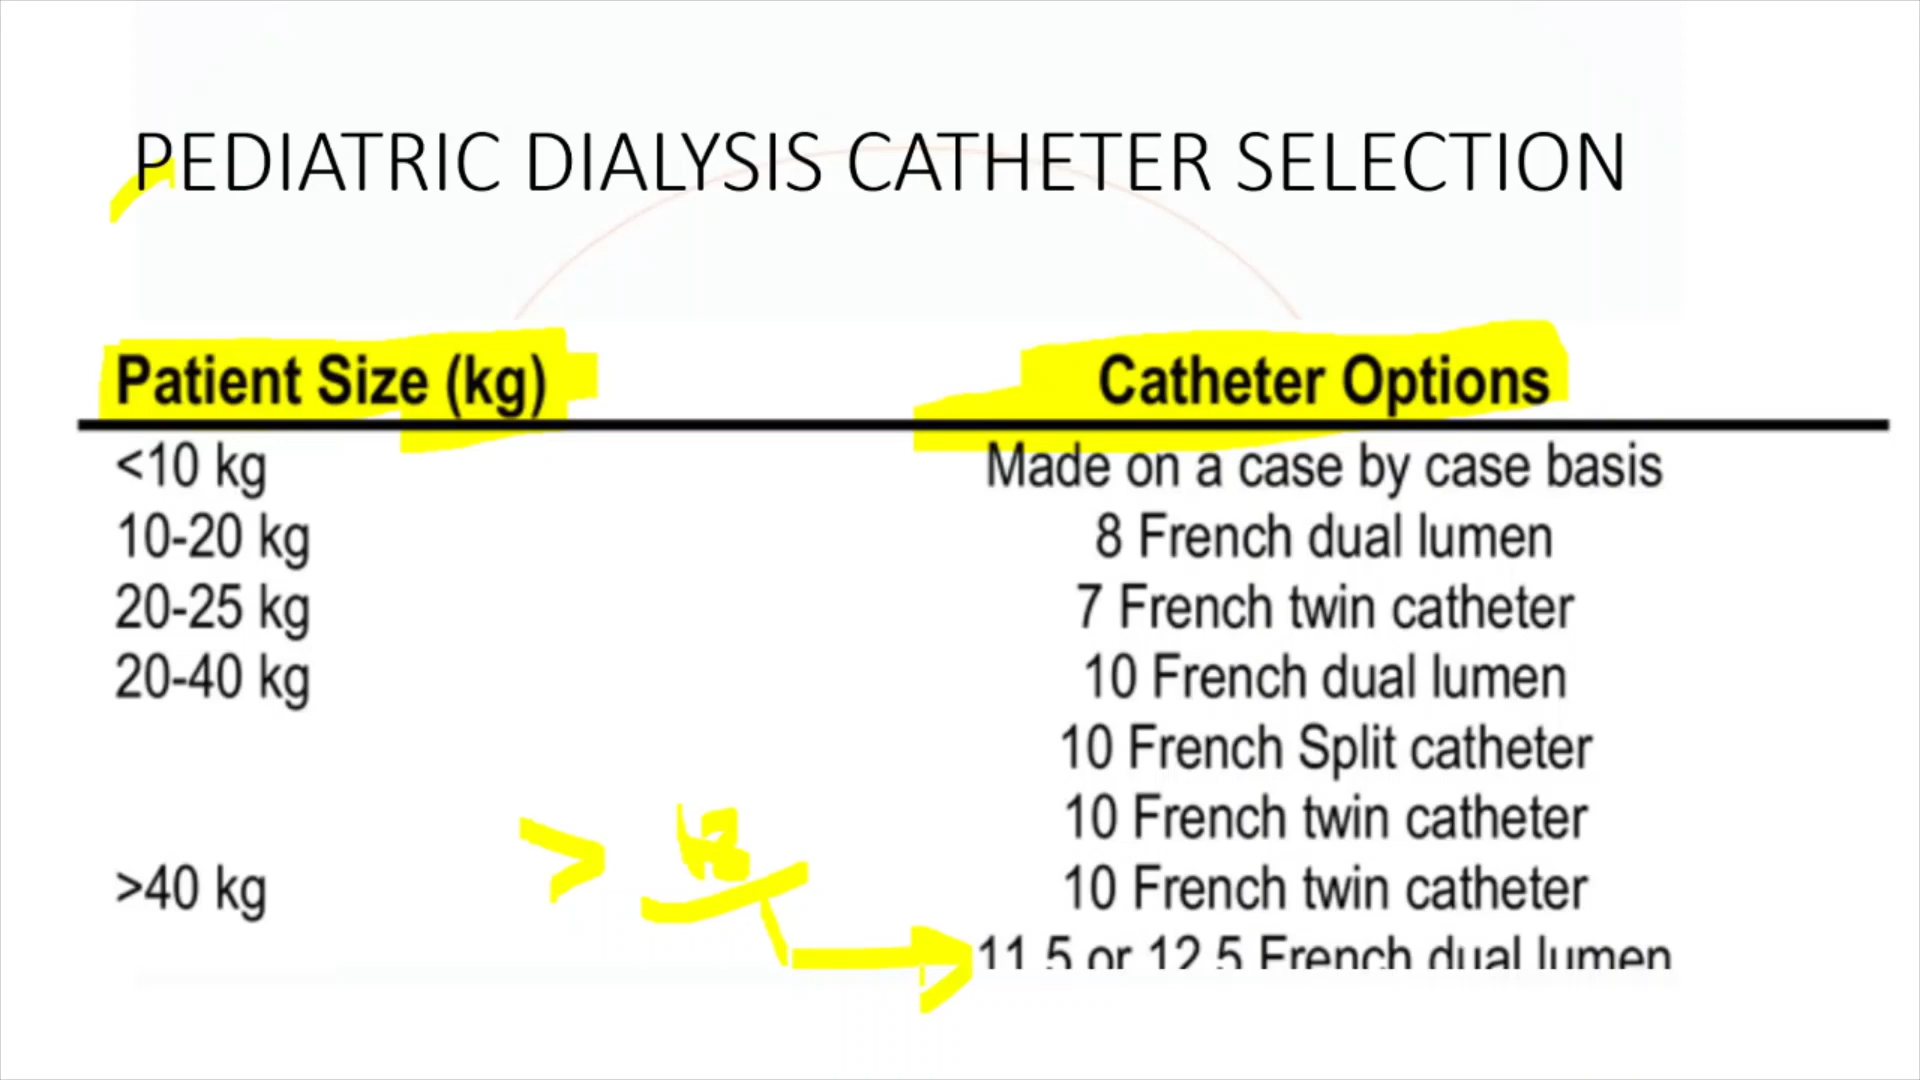 PEDIATRIC DIALYSIS CATHETER SELECTION
Patient Size (kg) Catheter Options
<10 kg Made on a case by case basis
10-20 kg 8 French dual lumen
20-25 kg 7 French twin catheter
20-40 kg 10 French dual lumen
10 French Split catheter
10 French twin catheter
>40 kg 10 French twin catheter
11.5 or 12.5 French dual lumen